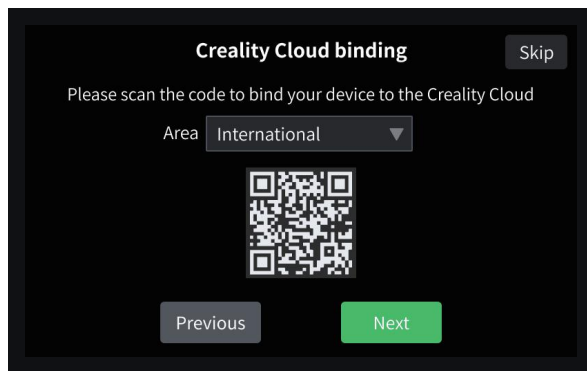 Creality Cloud binding
Skip
Please scan the code to bind your device to the Creality Cloud
Area International
Previous
Next